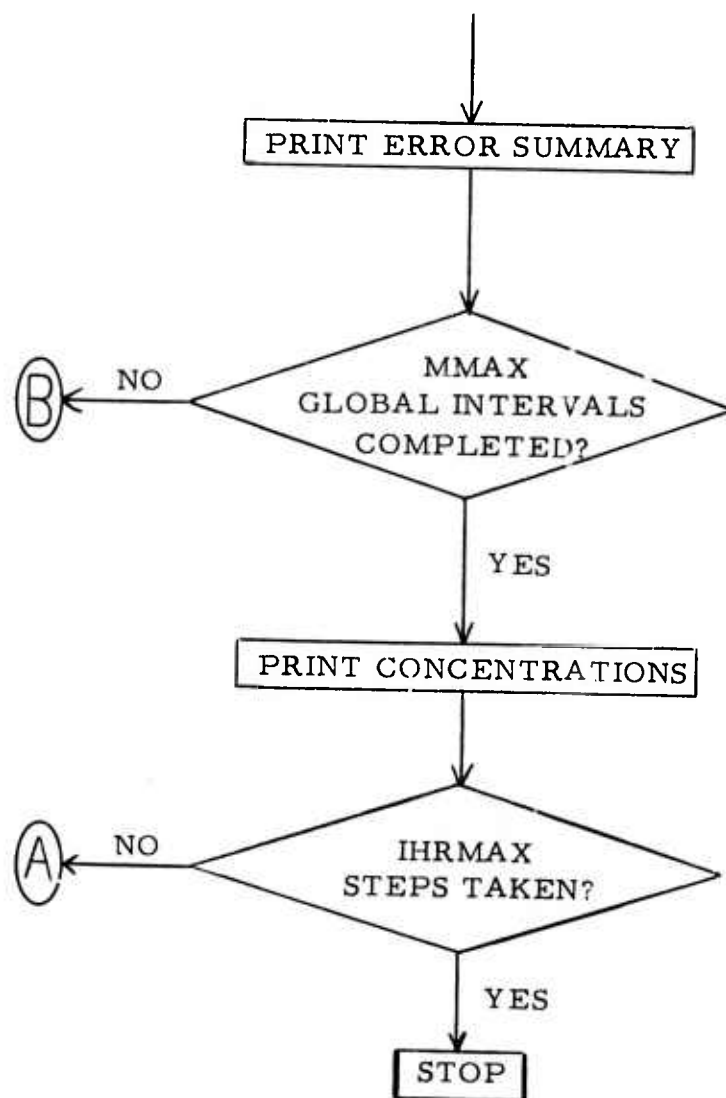 PRINT ERROR SUMMARY
MMAX
GLOBAL INTERVALS
COMPLETED?
NO
B
YES
PRINT CONCENTRATIONS
IHRMAX
STEPS TAKEN?
NO
A
YES
STOP